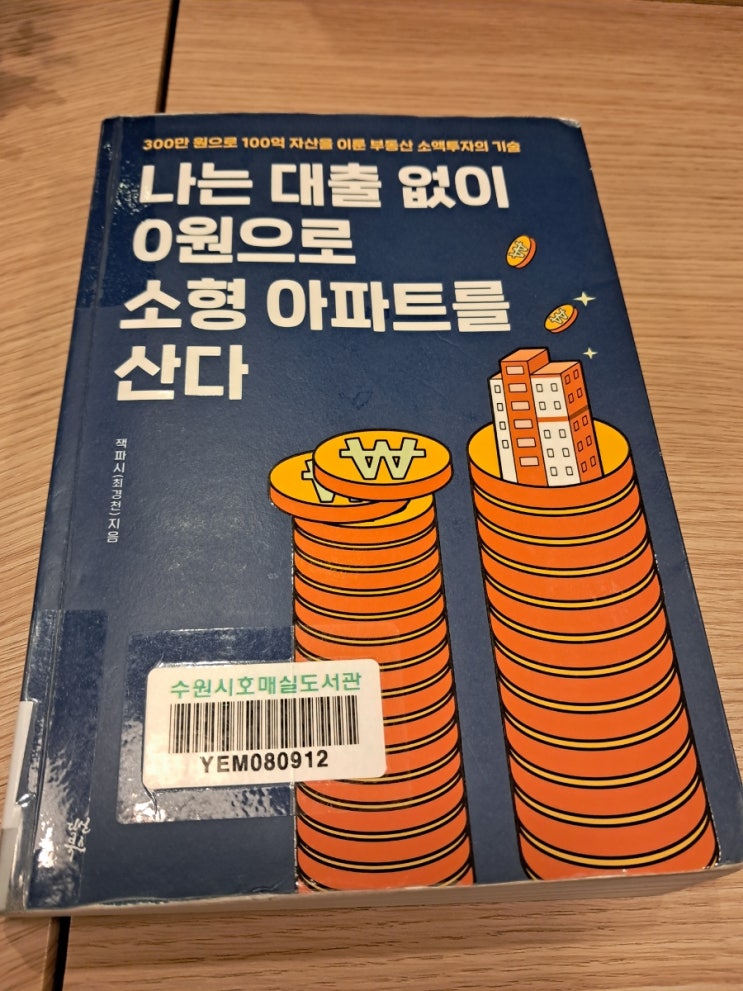 300만 원으로 100억 자산을 이룬 부동산 소액투자의 기술
나는 대출 없이
0원으로
소형 아파트를
산다
잭파시(최경천) 지음
수원시호매실도서관
YEM080912